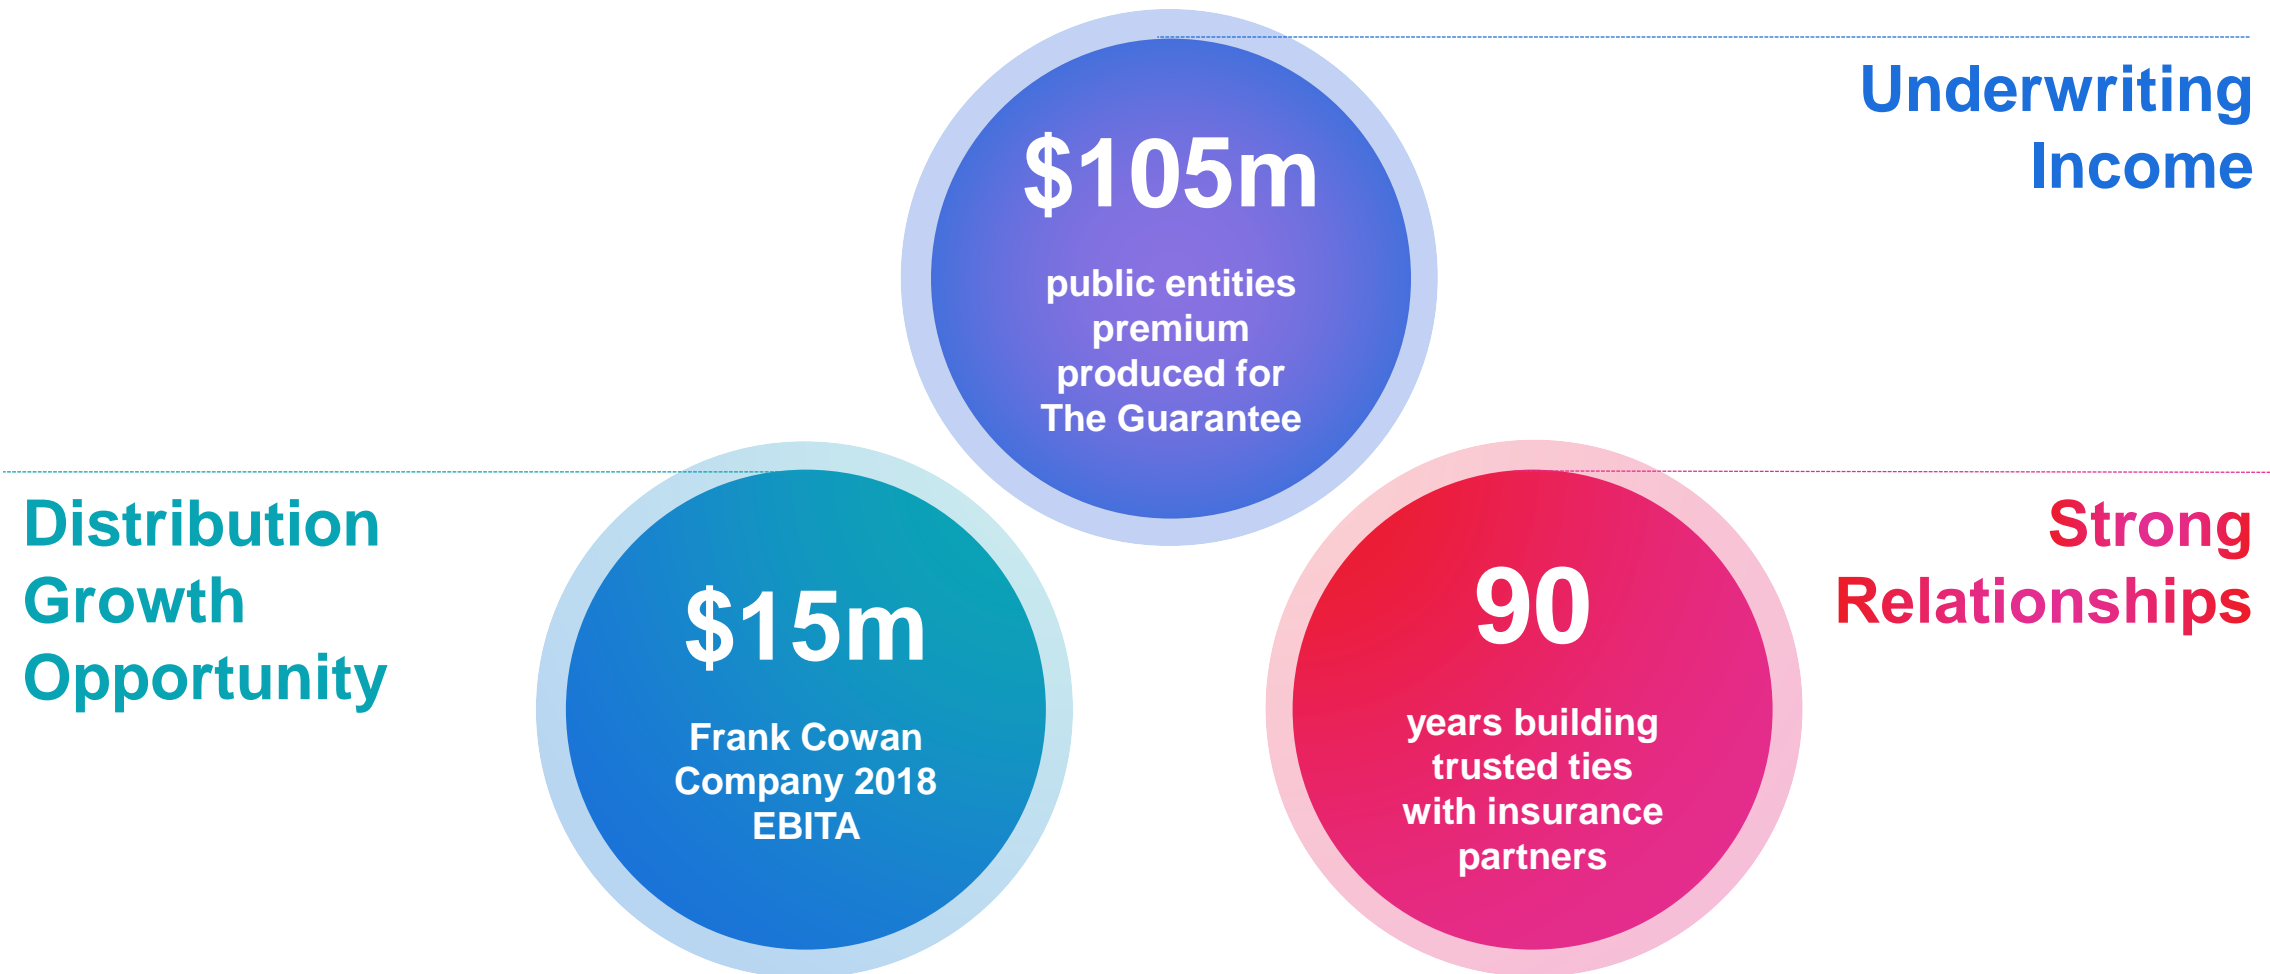 $105m
public entities
premium
produced for
The Guarantee
Underwriting
Income
Distribution
Growth
Opportunity
$15m
Frank Cowan
Company 2018
EBITA
90
years building
trusted ties
with insurance
partners
Strong
Relationships